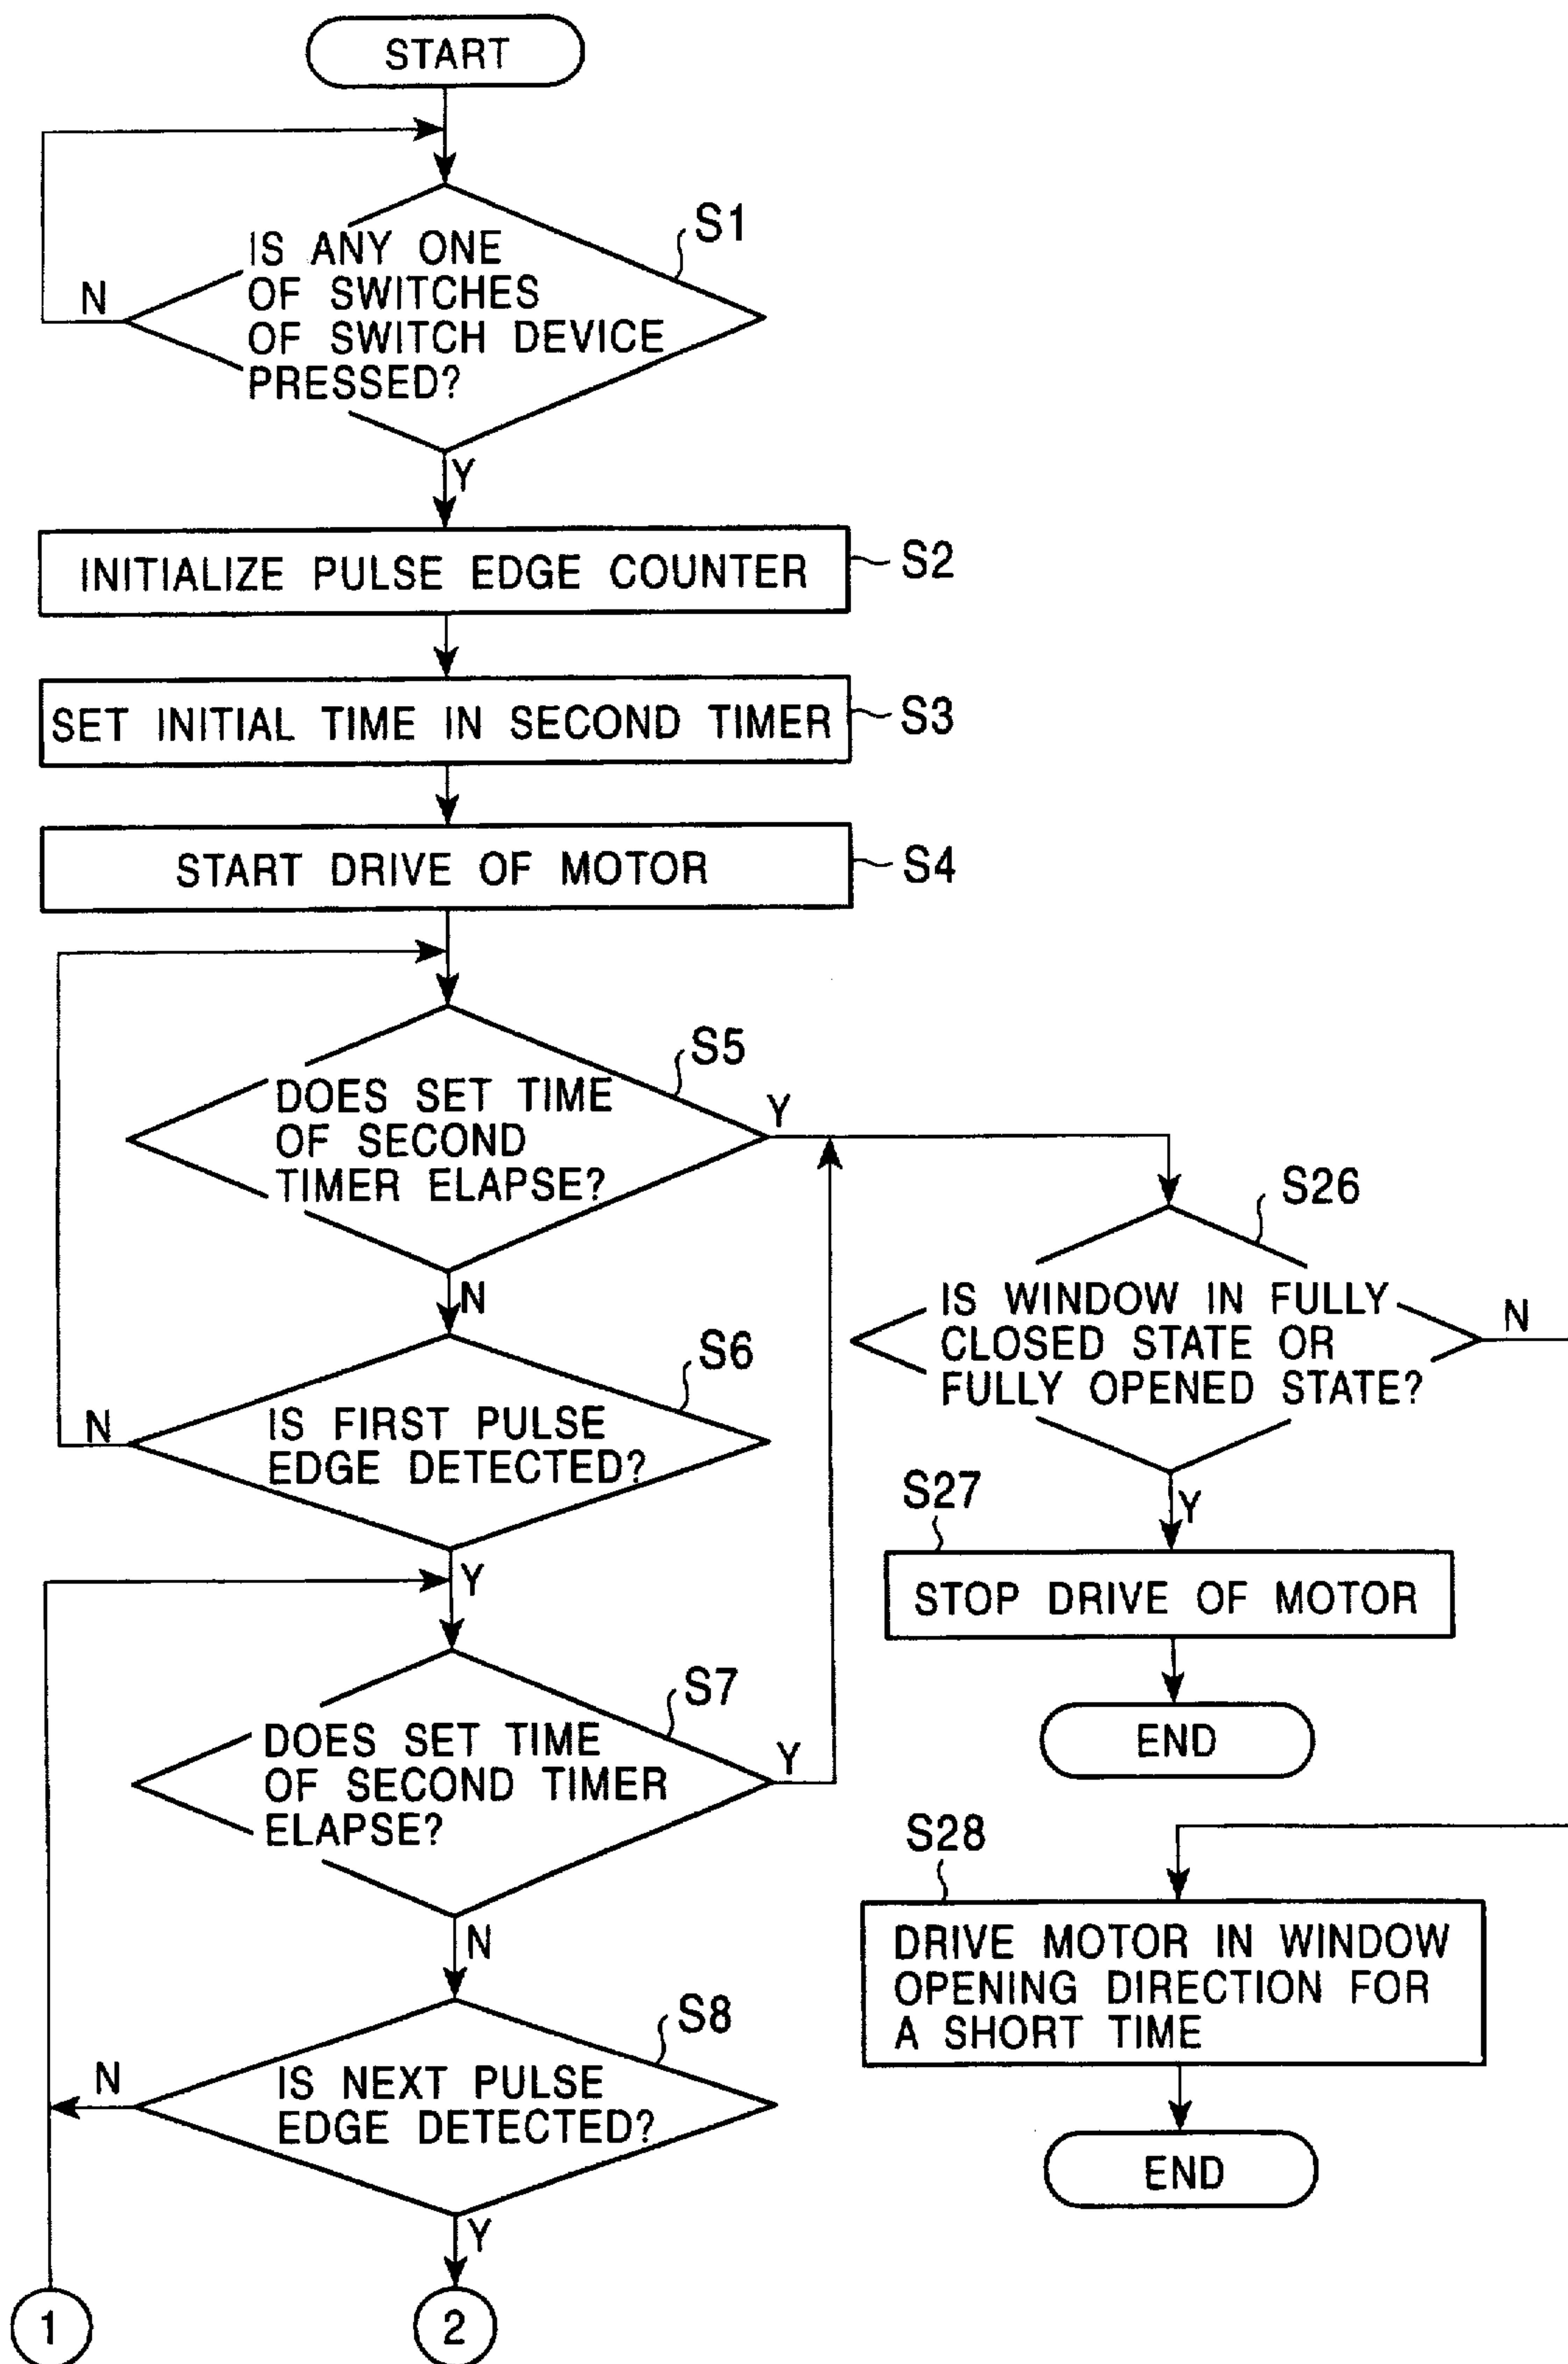 START
S1
IS ANY ONE
OF SWITCHES
OF SWITCH DEVICE
PRESSED?
N
Y
INITIALIZE PULSE EDGE COUNTER
S2
SET INITIAL TIME IN SECOND TIMER
S3
START DRIVE OF MOTOR
S4
S5
DOES SET TIME
OF SECOND
TIMER ELAPSE?
Y
N
S6
IS FIRST PULSE
EDGE DETECTED?
N
Y
S7
DOES SET TIME
OF SECOND TIMER
ELAPSE?
Y
N
S8
IS NEXT PULSE
EDGE DETECTED?
N
Y
1
2
S26
IS WINDOW IN FULLY
CLOSED STATE OR
FULLY OPENED STATE?
N
Y
S27
STOP DRIVE OF MOTOR
END
S28
DRIVE MOTOR IN WINDOW
OPENING DIRECTION FOR
A SHORT TIME
END